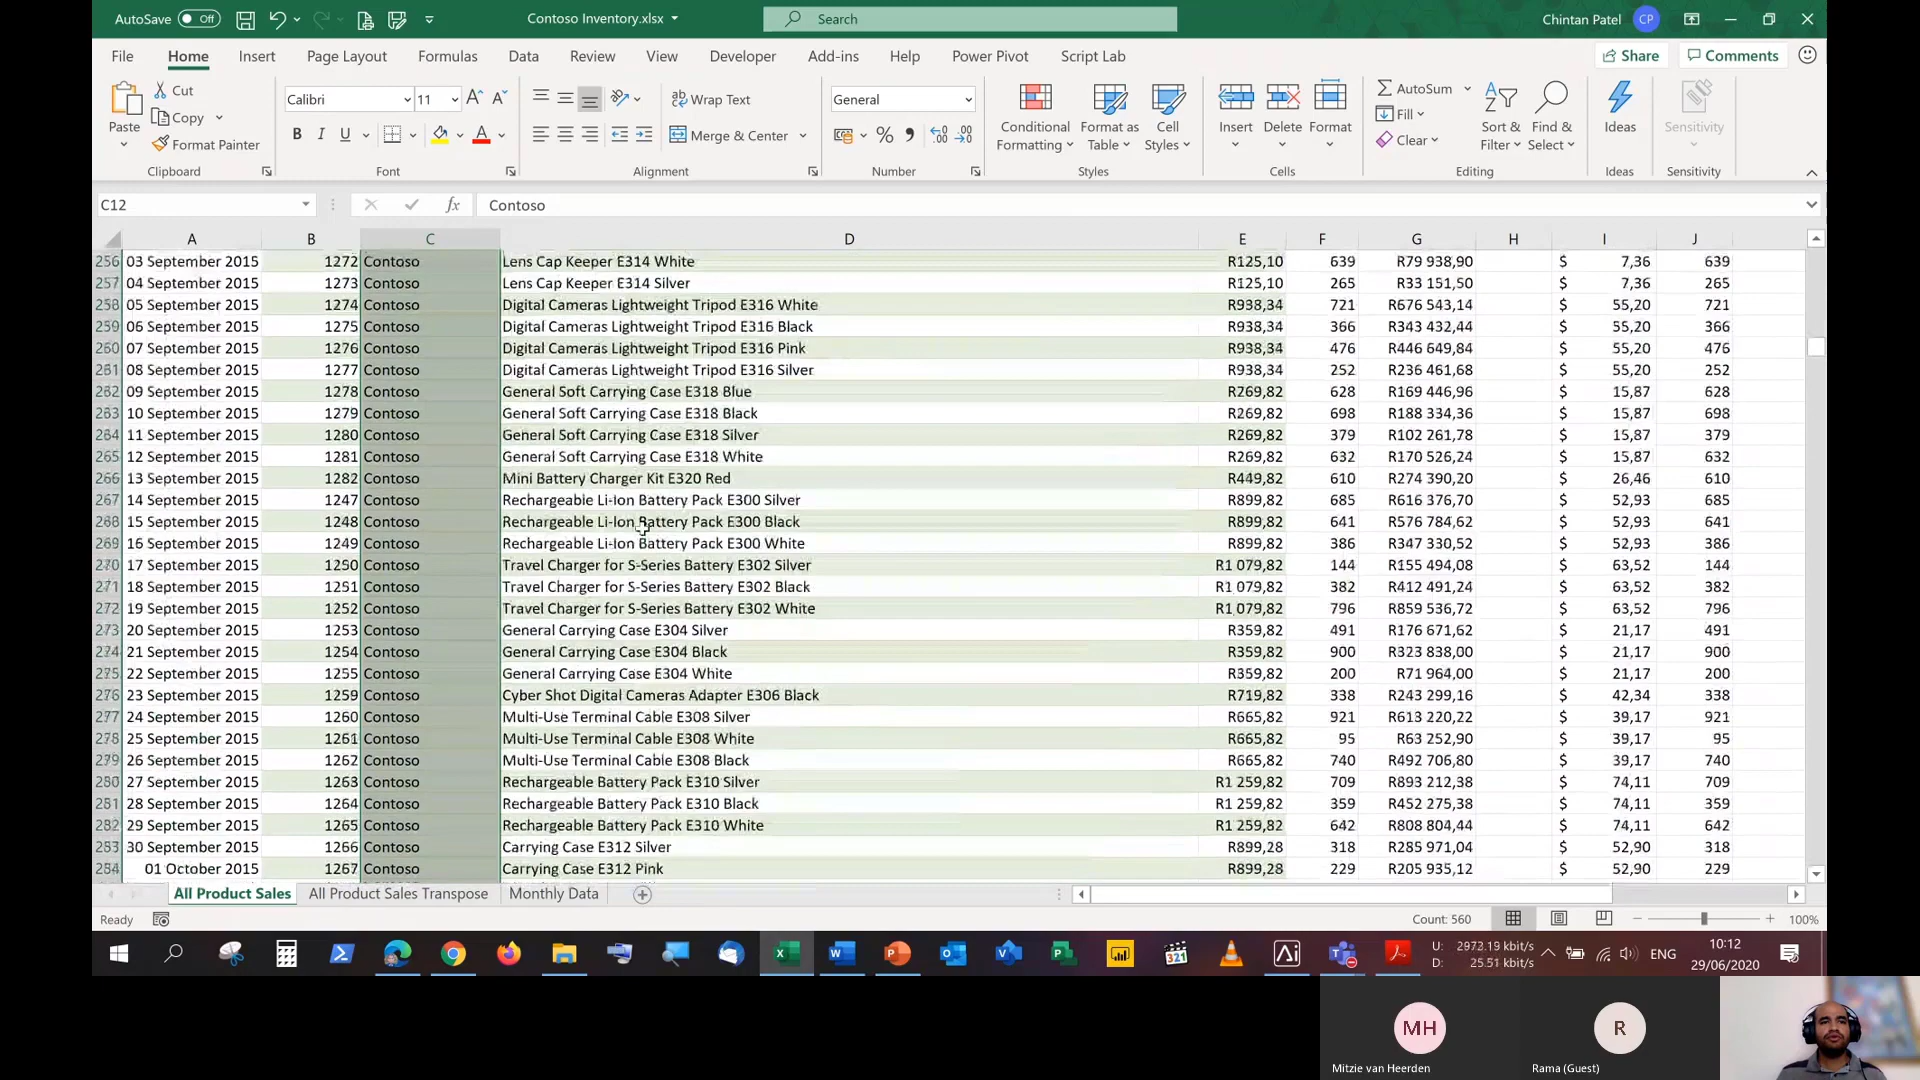 AutoSave Off Contoso Inventory.xlsx Search Chintan Patel CP
File Home Insert Page Layout Formulas Data Review View Developer Add-ins Help Power Pivot Script Lab Share Comments
Paste Cut Copy Format Painter Clipboard
Calibri 11 B I U Font
Wrap Text Merge & Center Alignment
General % Number
Conditional Formatting Format as Table Cell Styles Styles
Insert Delete Format Cells
AutoSum Fill Clear Sort & Filter Find & Select Editing
Ideas Ideas
Sensitivity Sensitivity
C12 fx Contoso
A B C D E F G H I J
256 03 September 2015 1272 Contoso Lens Cap Keeper E314 White R125,10 639 R79 938,90 $ 7,36 639
257 04 September 2015 1273 Contoso Lens Cap Keeper E314 Silver R125,10 265 R33 151,50 $ 7,36 265
258 05 September 2015 1274 Contoso Digital Cameras Lightweight Tripod E316 White R938,34 721 R676 543,14 $ 55,20 721
259 06 September 2015 1275 Contoso Digital Cameras Lightweight Tripod E316 Black R938,34 366 R343 432,44 $ 55,20 366
260 07 September 2015 1276 Contoso Digital Cameras Lightweight Tripod E316 Pink R938,34 476 R446 649,84 $ 55,20 476
261 08 September 2015 1277 Contoso Digital Cameras Lightweight Tripod E316 Silver R938,34 252 R236 461,68 $ 55,20 252
262 09 September 2015 1278 Contoso General Soft Carrying Case E318 Blue R269,82 628 R169 446,96 $ 15,87 628
263 10 September 2015 1279 Contoso General Soft Carrying Case E318 Black R269,82 698 R188 334,36 $ 15,87 698
264 11 September 2015 1280 Contoso General Soft Carrying Case E318 Silver R269,82 379 R102 261,78 $ 15,87 379
265 12 September 2015 1281 Contoso General Soft Carrying Case E318 White R269,82 632 R170 526,24 $ 15,87 632
266 13 September 2015 1282 Contoso Mini Battery Charger Kit E320 Red R449,82 610 R274 390,20 $ 26,46 610
267 14 September 2015 1247 Contoso Rechargeable Li-Ion Battery Pack E300 Silver R899,82 685 R616 376,70 $ 52,93 685
268 15 September 2015 1248 Contoso Rechargeable Li-Ion Battery Pack E300 Black R899,82 641 R576 784,62 $ 52,93 641
269 16 September 2015 1249 Contoso Rechargeable Li-Ion Battery Pack E300 White R899,82 386 R347 330,52 $ 52,93 386
270 17 September 2015 1250 Contoso Travel Charger for S-Series Battery E302 Silver R1 079,82 144 R155 494,08 $ 63,52 144
271 18 September 2015 1251 Contoso Travel Charger for S-Series Battery E302 Black R1 079,82 382 R412 491,24 $ 63,52 382
272 19 September 2015 1252 Contoso Travel Charger for S-Series Battery E302 White R1 079,82 796 R859 536,72 $ 63,52 796
273 20 September 2015 1253 Contoso General Carrying Case E304 Silver R359,82 491 R176 671,62 $ 21,17 491
274 21 September 2015 1254 Contoso General Carrying Case E304 Black R359,82 900 R323 838,00 $ 21,17 900
275 22 September 2015 1255 Contoso General Carrying Case E304 White R359,82 200 R71 964,00 $ 21,17 200
276 23 September 2015 1259 Contoso Cyber Shot Digital Cameras Adapter E306 Black R719,82 338 R243 299,16 $ 42,34 338
277 24 September 2015 1260 Contoso Multi-Use Terminal Cable E308 Silver R665,82 921 R613 220,22 $ 39,17 921
278 25 September 2015 1261 Contoso Multi-Use Terminal Cable E308 White R665,82 95 R63 252,90 $ 39,17 95
279 26 September 2015 1262 Contoso Multi-Use Terminal Cable E308 Black R665,82 740 R492 706,80 $ 39,17 740
280 27 September 2015 1263 Contoso Rechargeable Battery Pack E310 Silver R1 259,82 709 R893 212,38 $ 74,11 709
281 28 September 2015 1264 Contoso Rechargeable Battery Pack E310 Black R1 259,82 359 R452 275,38 $ 74,11 359
282 29 September 2015 1265 Contoso Rechargeable Battery Pack E310 White R1 259,82 642 R808 804,44 $ 74,11 642
283 30 September 2015 1266 Contoso Carrying Case E312 Silver R899,28 318 R285 971,04 $ 52,90 318
284 01 October 2015 1267 Contoso Carrying Case E312 Pink R899,28 229 R205 935,12 $ 52,90 229
All Product Sales All Product Sales Transpose Monthly Data
Ready Count: 560 100%
U: 2972.19 kbit/s
D: 25.51 kbit/s
ENG
10:12
29/06/2020
MH R
Mitzie van Heerden Rama (Guest)